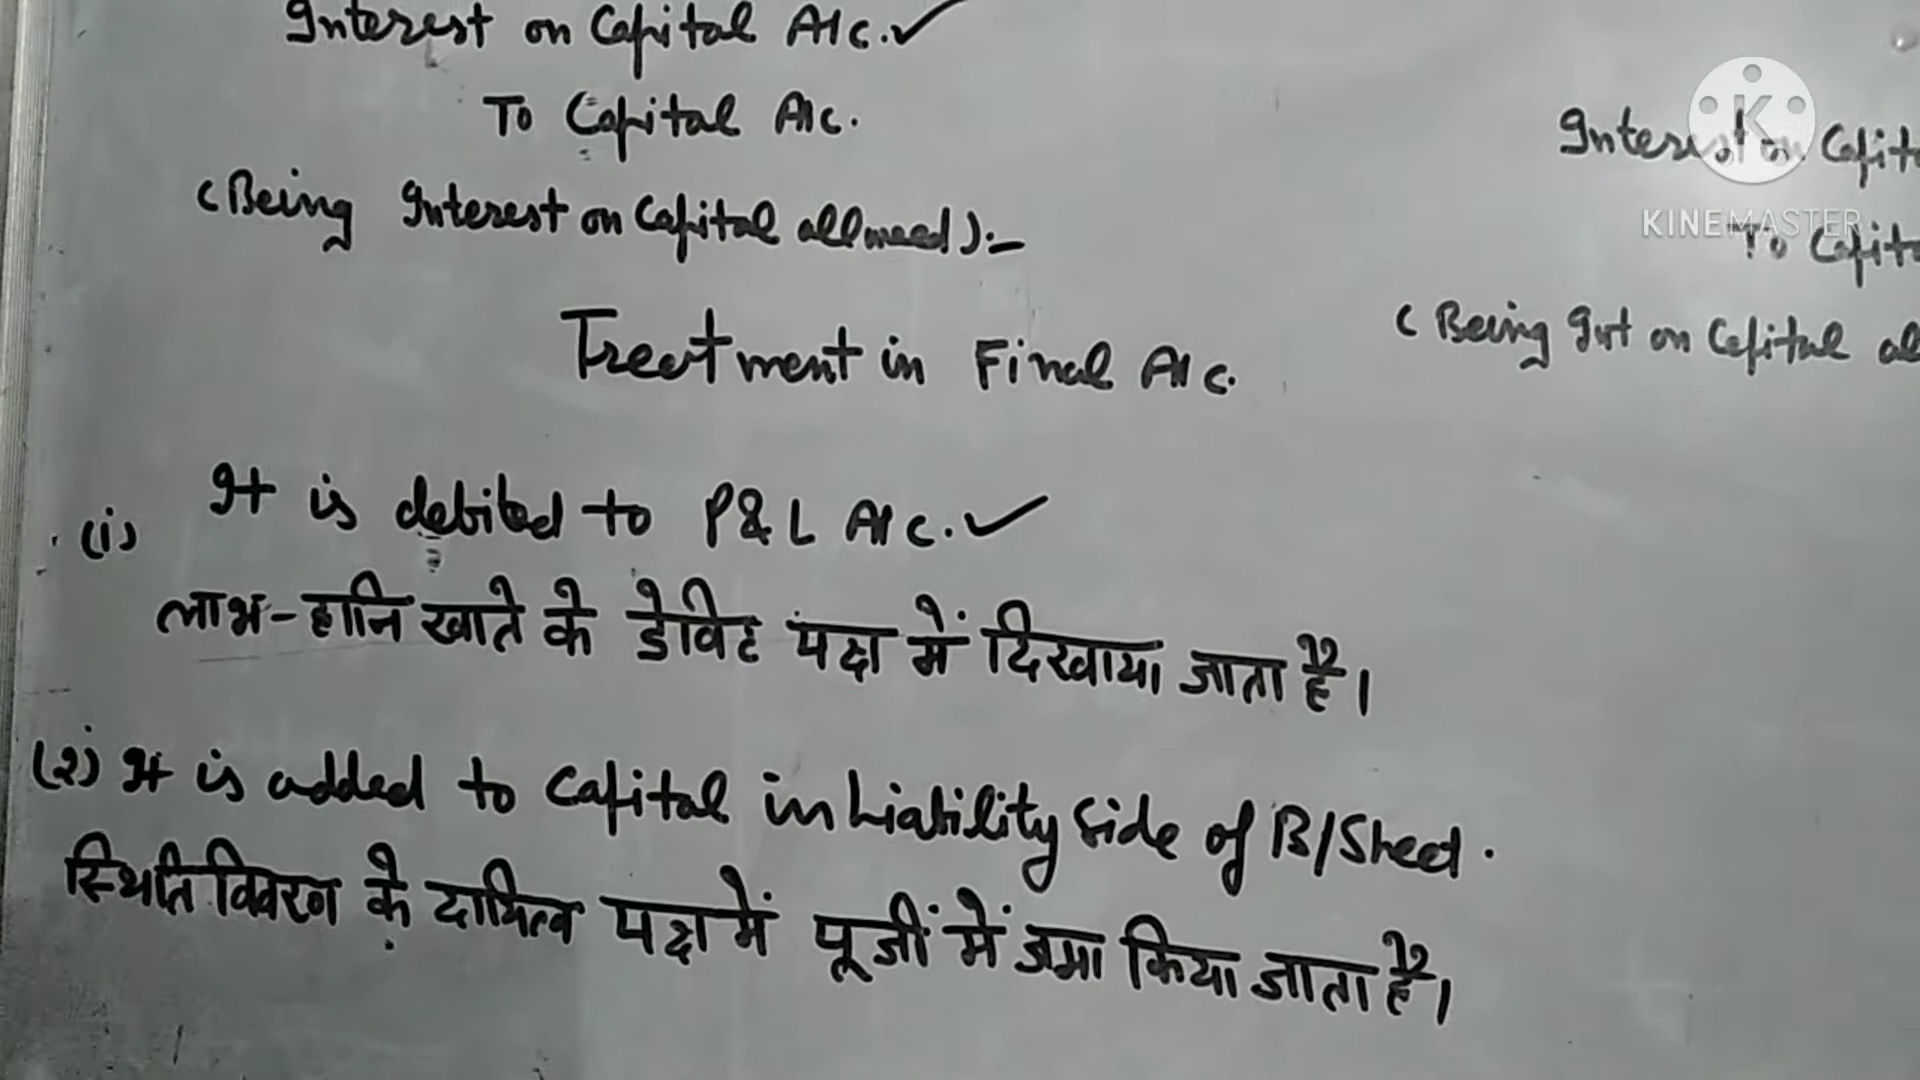 Interest on Capital A/c.✓
To Capital A/c.
(Being Interest on Capital allowed):-
Treatment in Final A/c.
(i) It is debited to P&L A/c.✓
लाभ-हानि खाते के डेविट पक्ष में दिखाया जाता है।
(2) It is added to Capital in Liability side of B/Sheet.
स्थिति विवरण के दायित्व पक्ष में पूजीं में जमा किया जाता है।
Interest on Capit
To Capit
(Being Int on Capital al
K
KINEMASTER